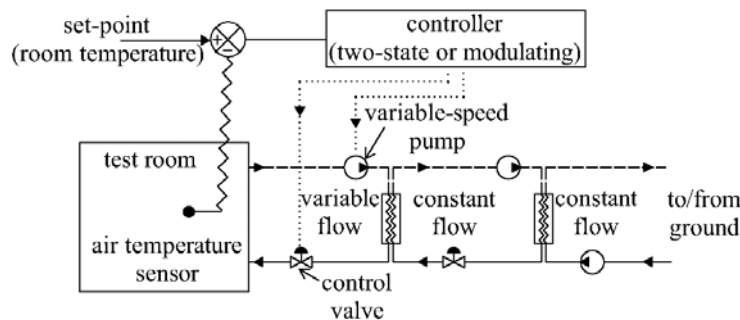 set-point
(room temperature)
+
−
controller
(two-state or modulating)
variable-speed
pump
test room
air temperature
sensor
variable
flow
constant
flow
constant
flow
to/from
ground
control
valve